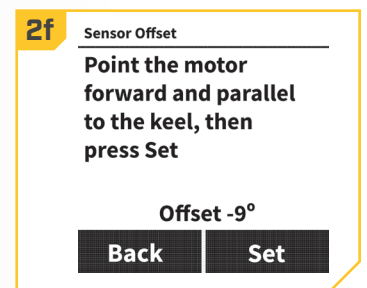 2f
Sensor Offset
Point the motor
forward and parallel
to the keel, then
press Set
Offset -9°
Back Set